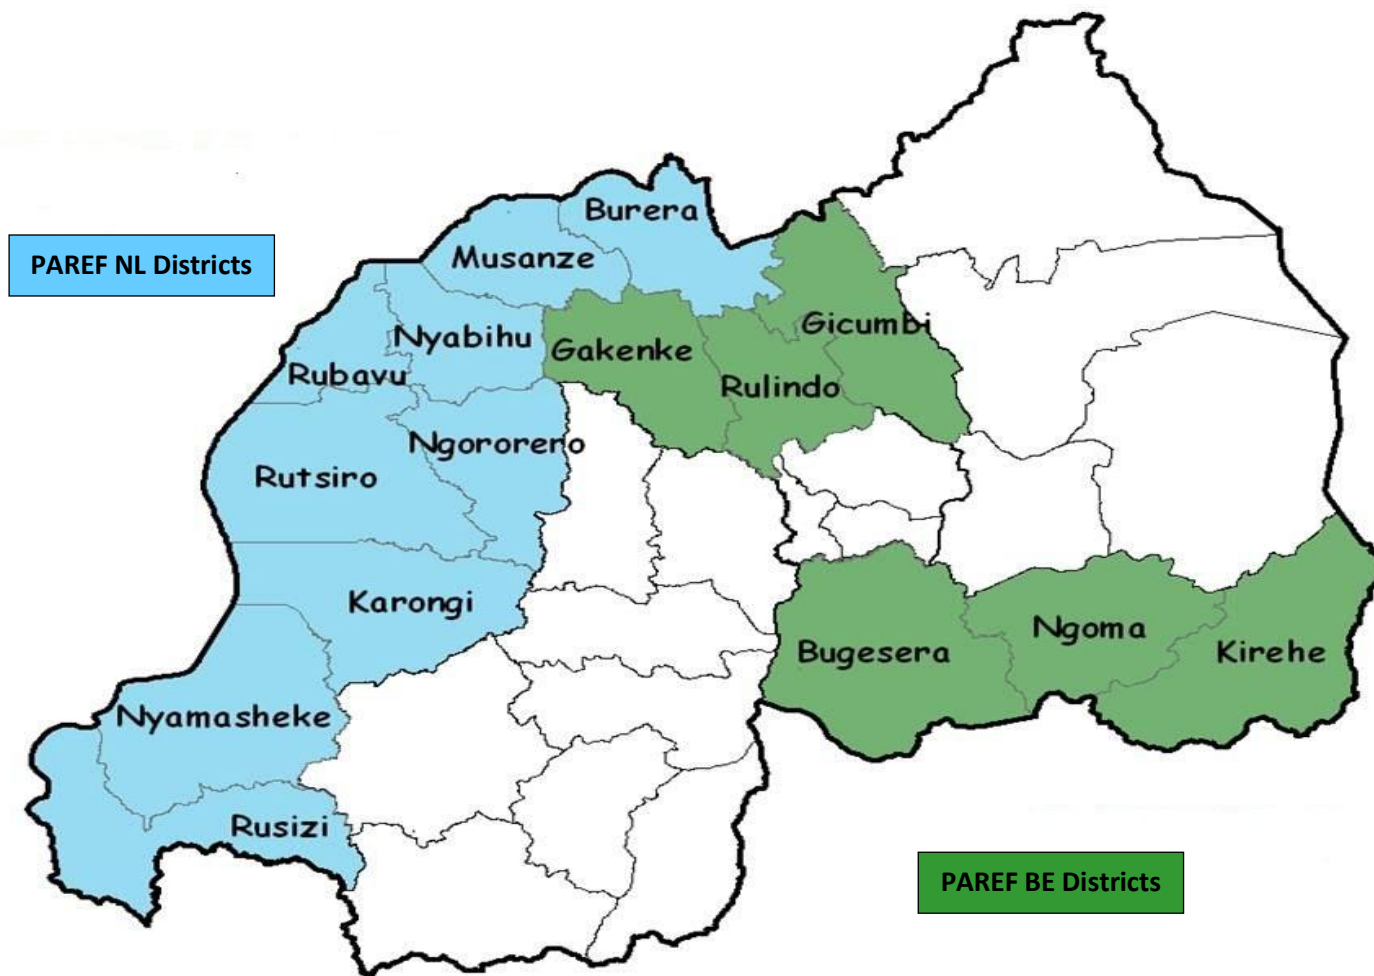 Burera
PAREF NL Districts
Musanze
Nyabihu
Gicumbi
Gakenke
Rubavu
Rulindo
Ngororero
Rutsiro
Karongi
Ngoma
Bugesera
Kirehe
Nyamasheke
Rusizi
PAREF BE Districts